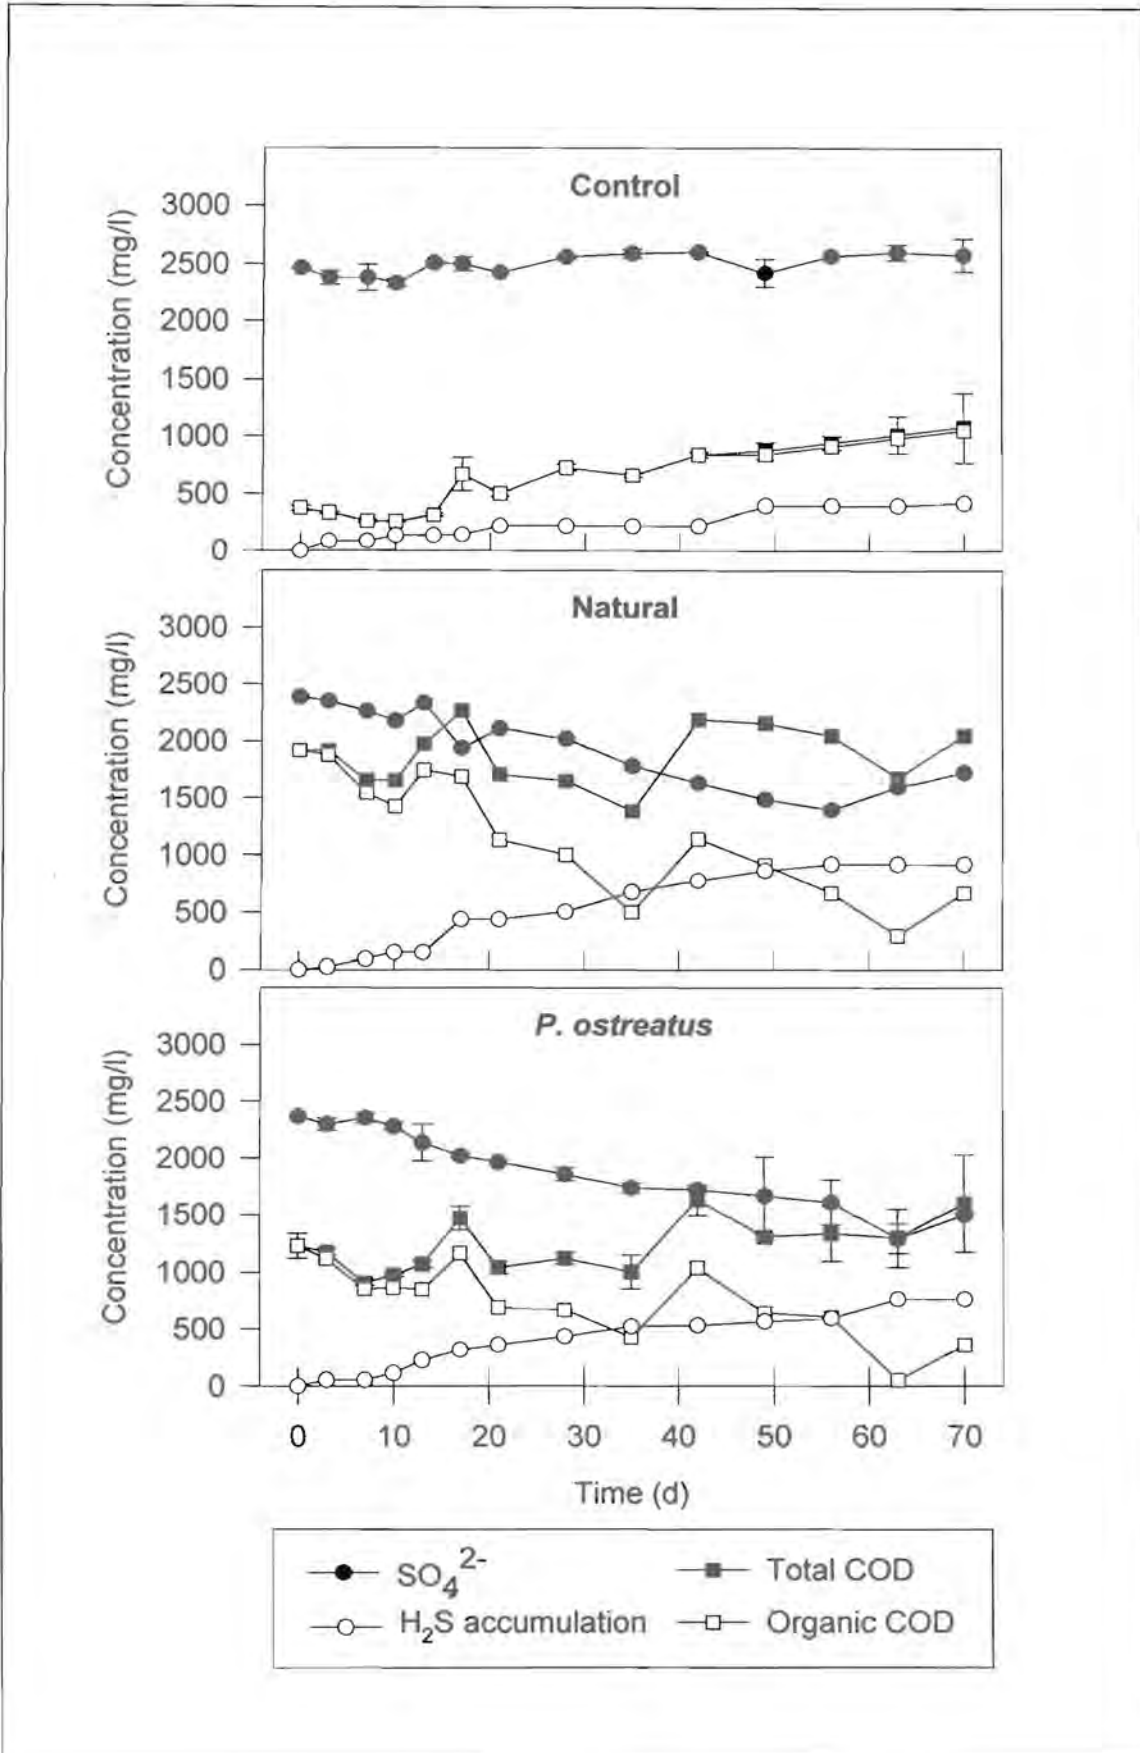 Control
Concentration (mg/l)
3000
2500
2000
1500
1000
500
0
Natural
Concentration (mg/l)
3000
2500
2000
1500
1000
500
0
P. ostreatus
Concentration (mg/l)
3000
2500
2000
1500
1000
500
0
0 10 20 30 40 50 60 70
Time (d)
SO₄²⁻ Total COD
H₂S accumulation Organic COD